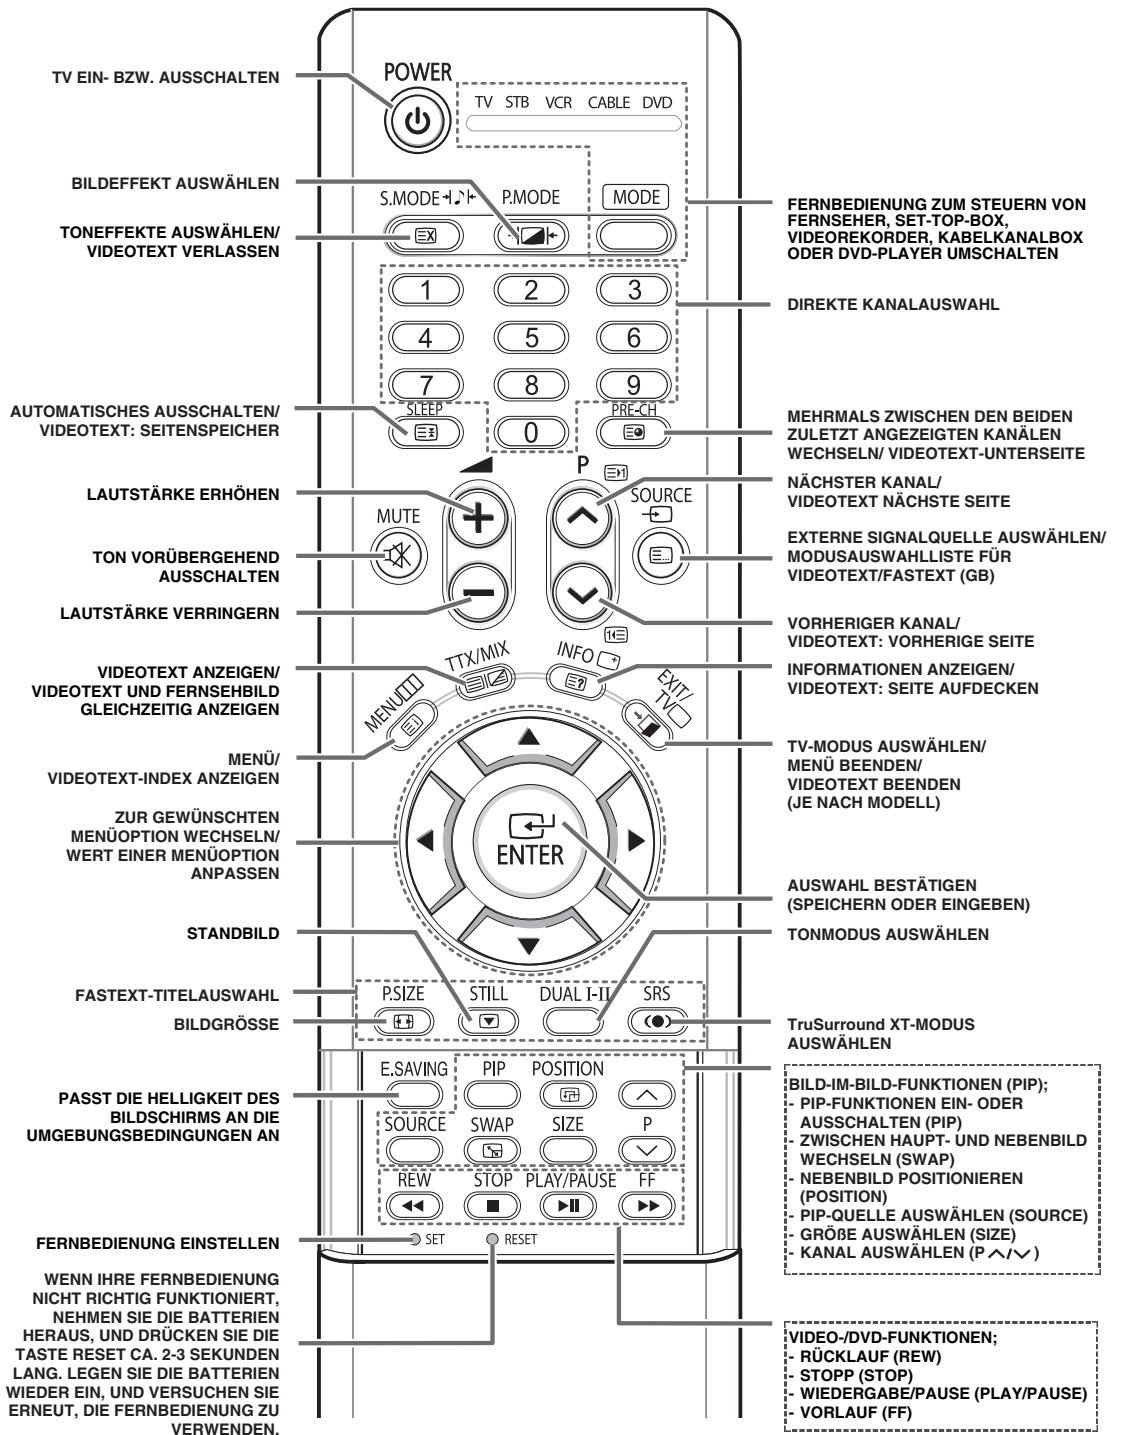 TV EIN- BZW. AUSSCHALTEN
BILDEFFEKT AUSWÄHLEN
TONEFFEKTE AUSWÄHLEN/
VIDEOTEXT VERLASSEN
AUTOMATISCHES AUSSCHALTEN/
VIDEOTEXT: SEITENSPEICHER
LAUTSTÄRKE ERHÖHEN
TON VORÜBERGEHEND
AUSSCHALTEN
LAUTSTÄRKE VERRINGERN
VIDEOTEXT ANZEIGEN/
VIDEOTEXT UND FERNSEHBILD
GLEICHZEITIG ANZEIGEN
MENÜ/
VIDEOTEXT-INDEX ANZEIGEN
ZUR GEWÜNSCHTEN
MENÜOPTION WECHSELN/
WERT EINER MENÜOPTION
ANPASSEN
STANDBILD
FASTEXT-TITELAUSWAHL
BILDGRÖSSE
PASST DIE HELLIGKEIT DES
BILDSCHIRMS AN DIE
UMGEBUNGSBEDINGUNGEN AN
FERNBEDIENUNG EINSTELLEN
WENN IHRE FERNBEDIENUNG
NICHT RICHTIG FUNKTIONIERT,
NEHMEN SIE DIE BATTERIEN
HERAUS, UND DRÜCKEN SIE DIE
TASTE RESET CA. 2-3 SEKUNDEN
LANG. LEGEN SIE DIE BATTERIEN
WIEDER EIN, UND VERSUCHEN SIE
ERNEUT, DIE FERNBEDIENUNG ZU
VERWENDEN.
POWER
TV STB VCR CABLE DVD
S.MODE P.MODE MODE
EX
1 2 3
4 5 6
7 8 9
SLEEP 0 PRE-CH
P
MUTE SOURCE
TTX/MIX INFO
MENU EXIT/
TV
ENTER
P.SIZE STILL DUAL I-II SRS
E.SAVING PIP POSITION
SOURCE SWAP SIZE P
REW STOP PLAY/PAUSE FF
SET RESET
FERNBEDIENUNG ZUM STEUERN VON
FERNSEHER, SET-TOP-BOX,
VIDEOREKORDER, KABELKANALBOX
ODER DVD-PLAYER UMSCHALTEN
DIREKTE KANALAUSWAHL
MEHRMALS ZWISCHEN DEN BEIDEN
ZULETZT ANGEZEIGTEN KANÄLEN
WECHSELN/ VIDEOTEXT-UNTERSEITE
NÄCHSTER KANAL/
VIDEOTEXT NÄCHSTE SEITE
EXTERNE SIGNALQUELLE AUSWÄHLEN/
MODUSAUSWAHLLISTE FÜR
VIDEOTEXT/FASTEXT (GB)
VORHERIGER KANAL/
VIDEOTEXT: VORHERIGE SEITE
INFORMATIONEN ANZEIGEN/
VIDEOTEXT: SEITE AUFDECKEN
TV-MODUS AUSWÄHLEN/
MENÜ BEENDEN/
VIDEOTEXT BEENDEN
(JE NACH MODELL)
AUSWAHL BESTÄTIGEN
(SPEICHERN ODER EINGEBEN)
TONMODUS AUSWÄHLEN
TruSurround XT-MODUS
AUSWÄHLEN
BILD-IM-BILD-FUNKTIONEN (PIP);
- PIP-FUNKTIONEN EIN- ODER
AUSSCHALTEN (PIP)
- ZWISCHEN HAUPT- UND NEBENBILD
WECHSELN (SWAP)
- NEBENBILD POSITIONIEREN
(POSITION)
- PIP-QUELLE AUSWÄHLEN (SOURCE)
- GRÖßE AUSWÄHLEN (SIZE)
- KANAL AUSWÄHLEN (P / )
VIDEO-/DVD-FUNKTIONEN;
- RÜCKLAUF (REW)
- STOPP (STOP)
- WIEDERGABE/PAUSE (PLAY/PAUSE)
- VORLAUF (FF)